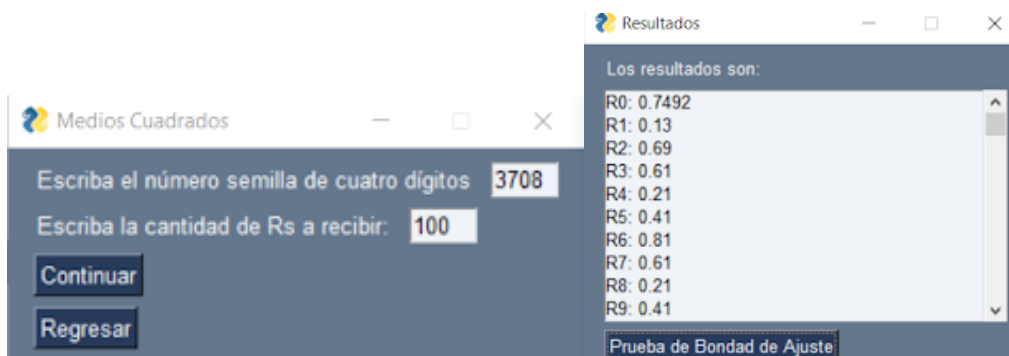 Medios Cuadrados
Escriba el número semilla de cuatro dígitos 3708
Escriba la cantidad de Rs a recibir: 100
Continuar
Regresar
Resultados
Los resultados son:
R0: 0.7492
R1: 0.13
R2: 0.69
R3: 0.61
R4: 0.21
R5: 0.41
R6: 0.81
R7: 0.61
R8: 0.21
R9: 0.41
Prueba de Bondad de Ajuste